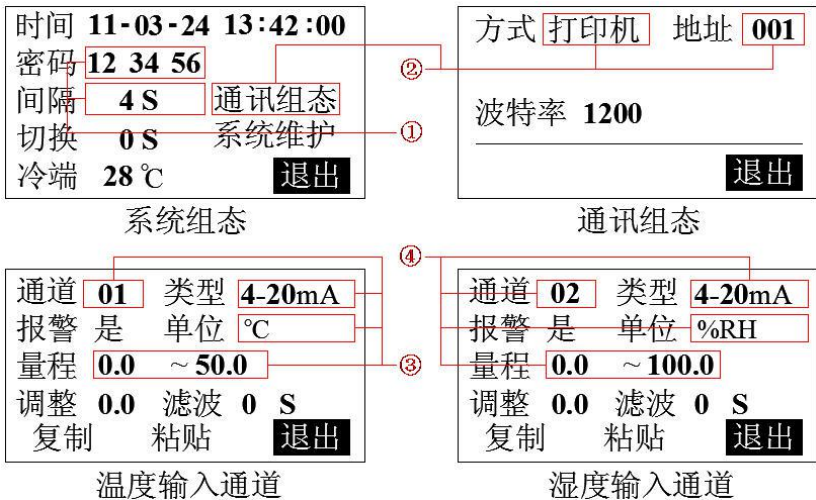 时间 11-03-24 13:42:00
密码 12 34 56
间隔 4 S 通讯组态
切换 0 S 系统维护
冷端 28℃ 退出
系统组态
方式 打印机 地址 001
波特率 1200
退出
通讯组态
②
①
④
③
通道 01 类型 4-20mA
报警 是 单位 ℃
量程 0.0 ~ 50.0
调整 0.0 滤波 0 S
复制 粘贴 退出
温度输入通道
通道 02 类型 4-20mA
报警 是 单位 %RH
量程 0.0 ~ 100.0
调整 0.0 滤波 0 S
复制 粘贴 退出
湿度输入通道